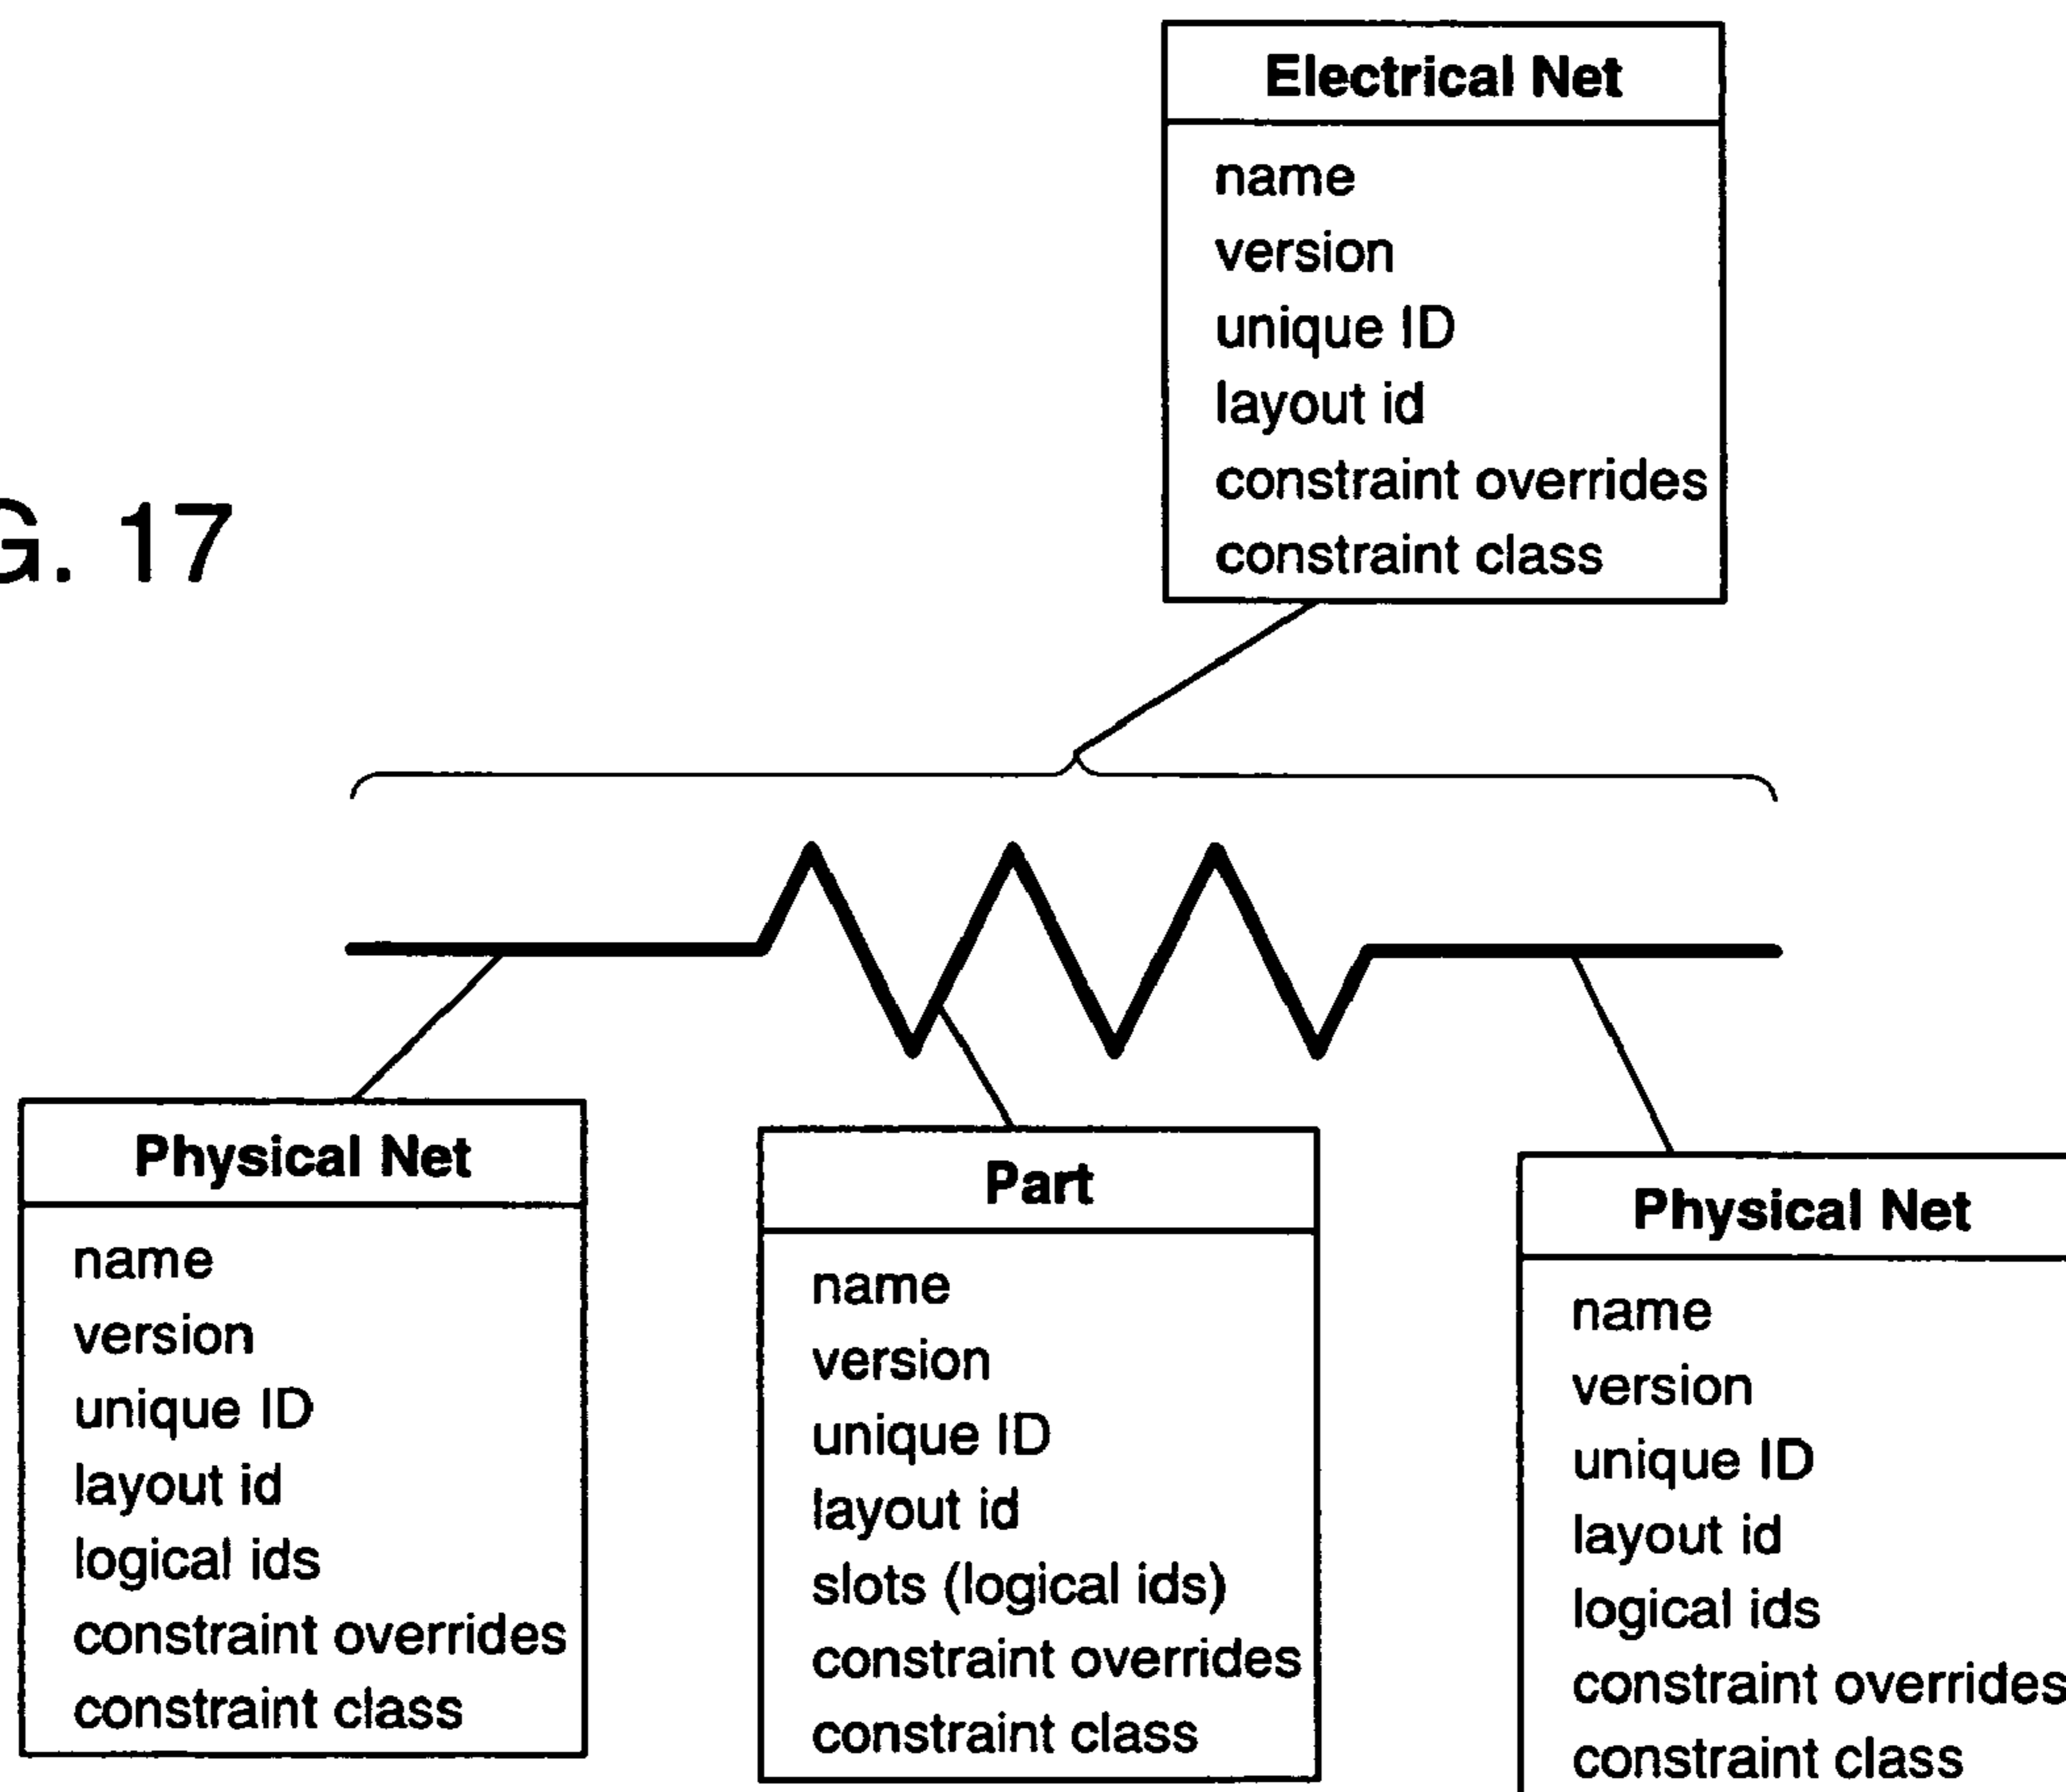 Electrical Net
name
version
unique ID
layout id
constraint overrides
constraint class
G. 17
Physical Net
name
version
unique ID
layout id
logical ids
constraint overrides
constraint class
Part
name
version
unique ID
layout id
slots (logical ids)
constraint overrides
constraint class
Physical Net
name
version
unique ID
layout id
logical ids
constraint overrides
constraint class